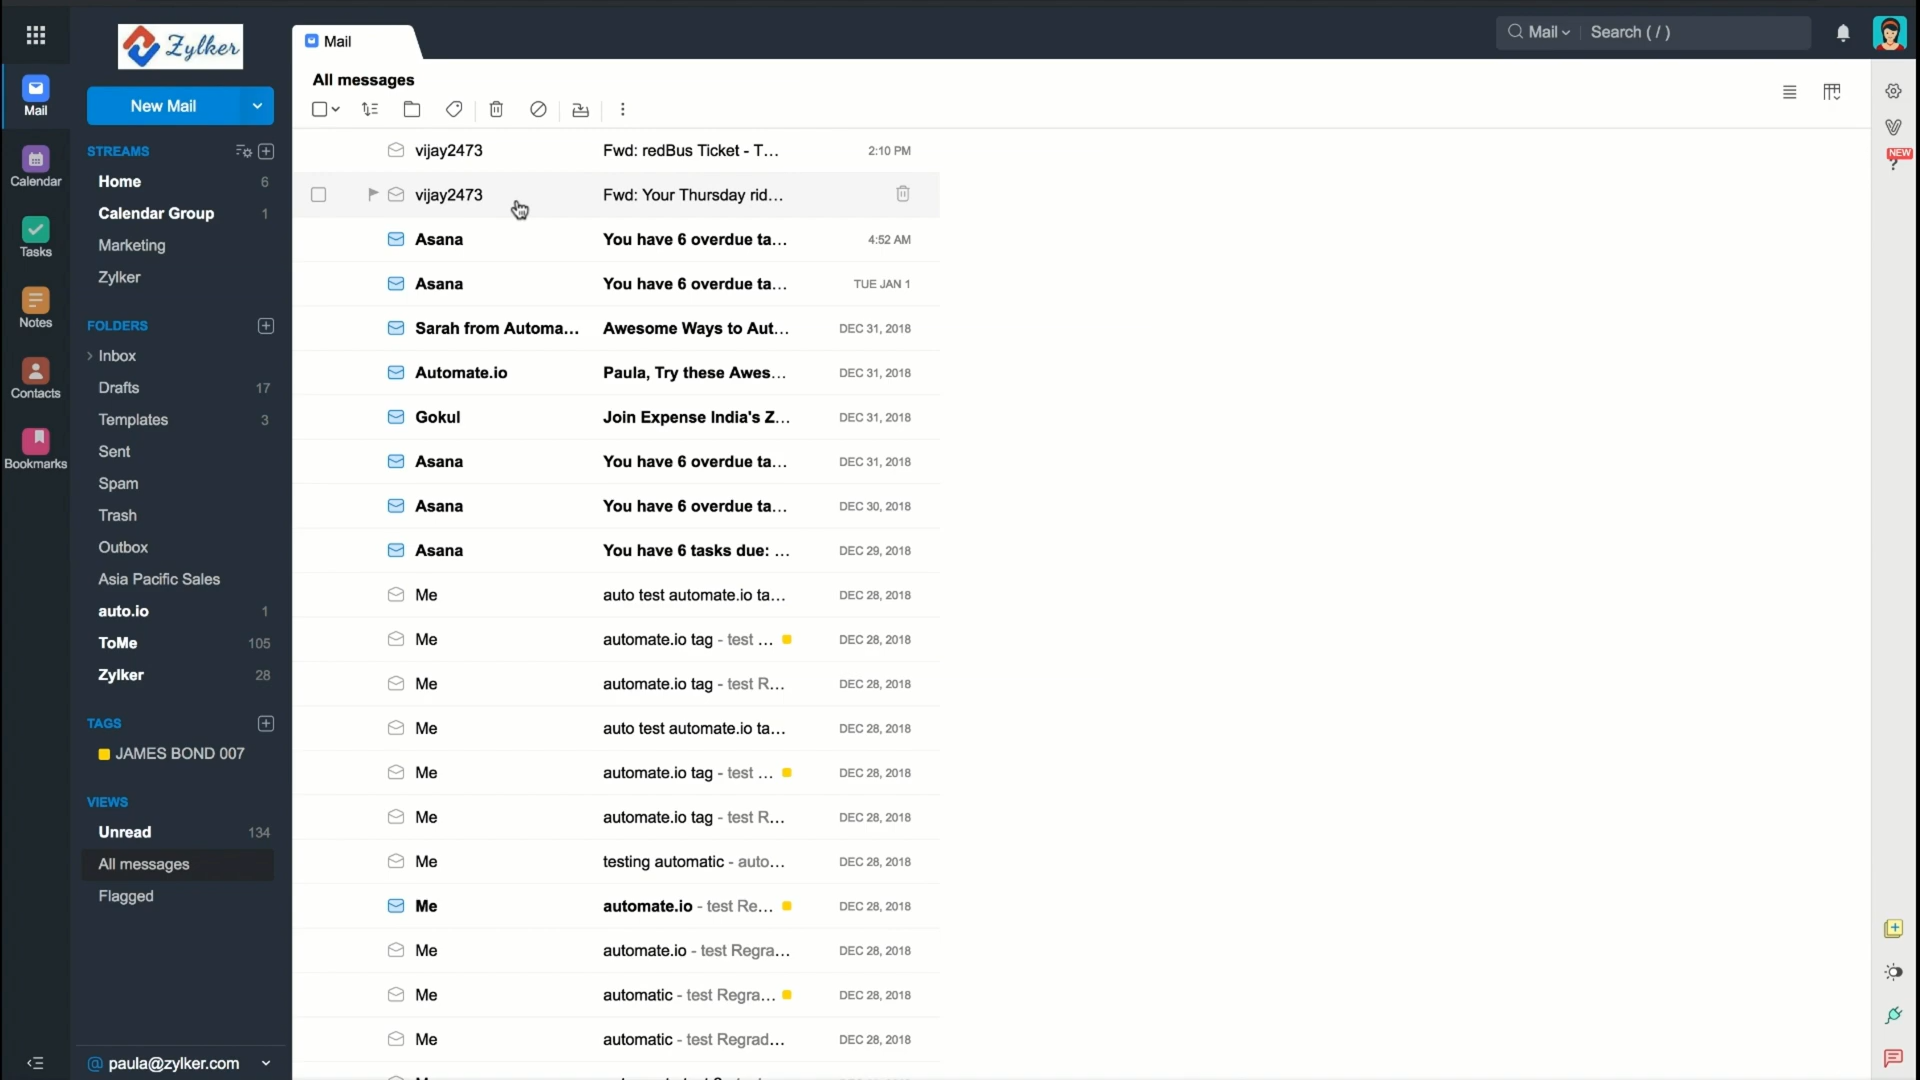 Zylker
Mail
Mail
Search ( / )
Mail
Calendar
Tasks
Notes
Contacts
Bookmarks
New Mail
STREAMS
Home 6
Calendar Group 1
Marketing
Zylker
FOLDERS
Inbox
Drafts 17
Templates 3
Sent
Spam
Trash
Outbox
Asia Pacific Sales
auto.io 1
ToMe 105
Zylker 28
TAGS
JAMES BOND 007
VIEWS
Unread 134
All messages
Flagged
@ paula@zylker.com
All messages
vijay2473 Fwd: redBus Ticket - T... 2:10 PM
vijay2473 Fwd: Your Thursday rid...
Asana You have 6 overdue ta... 4:52 AM
Asana You have 6 overdue ta... TUE JAN 1
Sarah from Automa... Awesome Ways to Aut... DEC 31, 2018
Automate.io Paula, Try these Awes... DEC 31, 2018
Gokul Join Expense India's Z... DEC 31, 2018
Asana You have 6 overdue ta... DEC 31, 2018
Asana You have 6 overdue ta... DEC 30, 2018
Asana You have 6 tasks due: ... DEC 29, 2018
Me auto test automate.io ta... DEC 28, 2018
Me automate.io tag - test ... DEC 28, 2018
Me automate.io tag - test R... DEC 28, 2018
Me auto test automate.io ta... DEC 28, 2018
Me automate.io tag - test ... DEC 28, 2018
Me automate.io tag - test R... DEC 28, 2018
Me testing automatic - auto... DEC 28, 2018
Me automate.io - test Re... DEC 28, 2018
Me automate.io - test Regra... DEC 28, 2018
Me automatic - test Regra... DEC 28, 2018
Me automatic - test Regrad... DEC 28, 2018
NEW
?